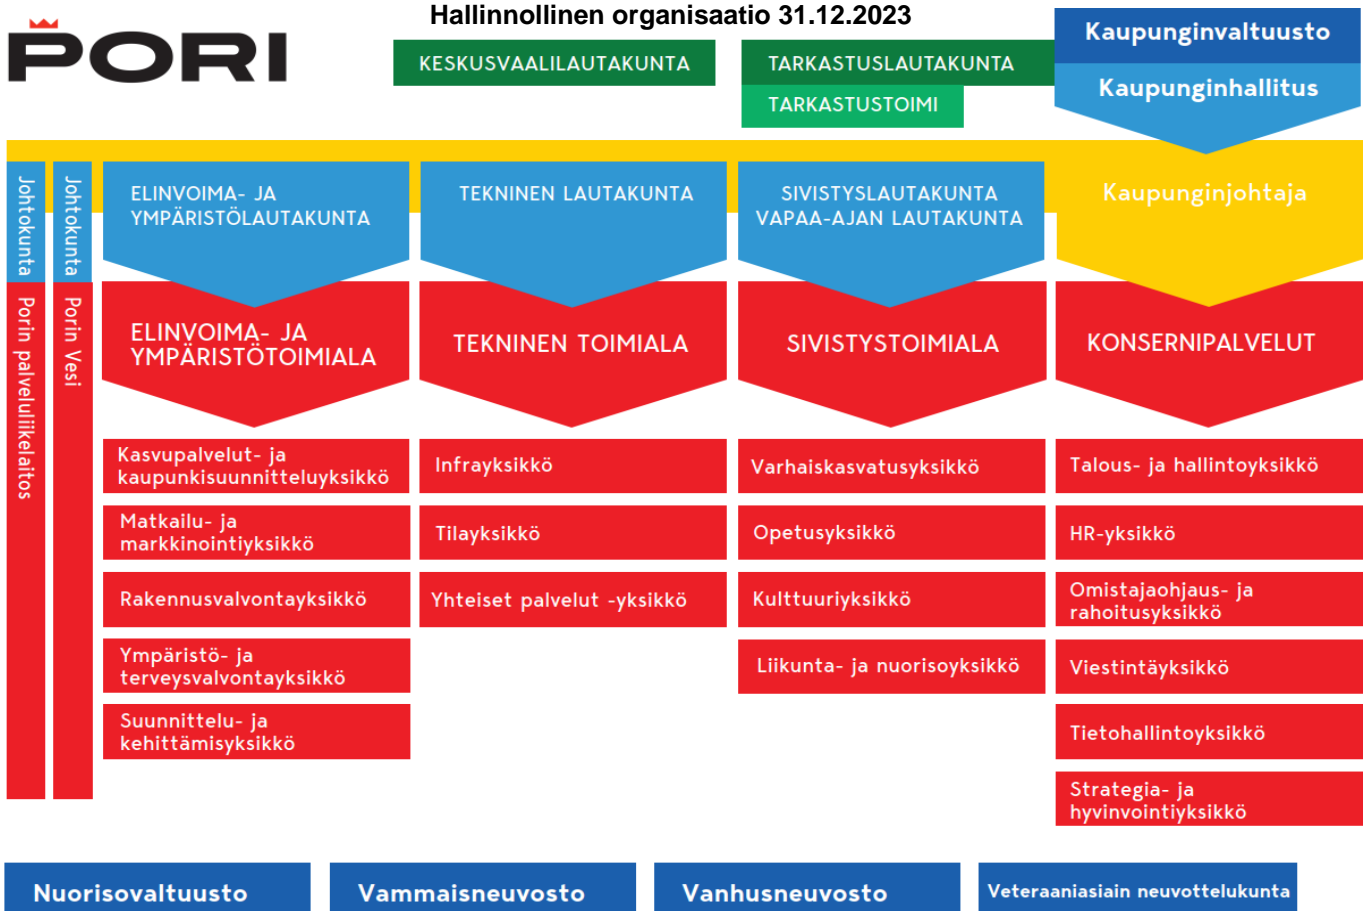 Hallinnollinen organisaatio 31.12.2023
PORI
KESKUSVAALILAUTAKUNTA
TARKASTUSLAUTAKUNTA
TARKASTUSTOIMI
Kaupunginvaltuusto
Kaupunginhallitus
Kaupunginjohtaja
Johtokunta
Porin palveluliikelaitos
Johtokunta
Porin Vesi
ELINVOIMA- JA
YMPÄRISTÖLAUTAKUNTA
ELINVOIMA- JA
YMPÄRISTÖTOIMIALA
Kasvupalvelut- ja
kaupunkisuunnitteluyksikkö
Matkailu- ja
markkinointiyksikkö
Rakennusvalvontayksikkö
Ympäristö- ja
terveysvalvontayksikkö
Suunnittelu- ja
kehittämisyksikkö
TEKNINEN LAUTAKUNTA
TEKNINEN TOIMIALA
Infrayksikkö
Tilayksikkö
Yhteiset palvelut -yksikkö
SIVISTYSLAUTAKUNTA
VAPAA-AJAN LAUTAKUNTA
SIVISTYSTOIMIALA
Varhaiskasvatusyksikkö
Opetusyksikkö
Kulttuuriyksikkö
Liikunta- ja nuorisoyksikkö
KONSERNIPALVELUT
Talous- ja hallintoyksikkö
HR-yksikkö
Omistajaohjaus- ja
rahoitusyksikkö
Viestintäyksikkö
Tietohallintoyksikkö
Strategia- ja
hyvinvointiyksikkö
Nuorisovaltuusto
Vammaisneuvosto
Vanhusneuvosto
Veteraaniasiain neuvottelukunta